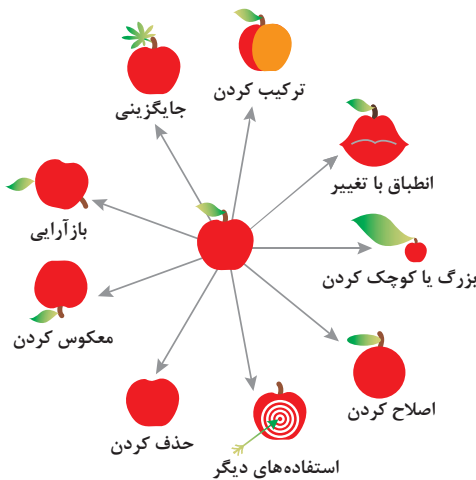 ترکیب کردن
جایگزینی
انطباق با تغییر
بازآرایی
بزرگ یا کوچک کردن
معکوس کردن
اصلاح کردن
حذف کردن
استفاده‌های دیگر